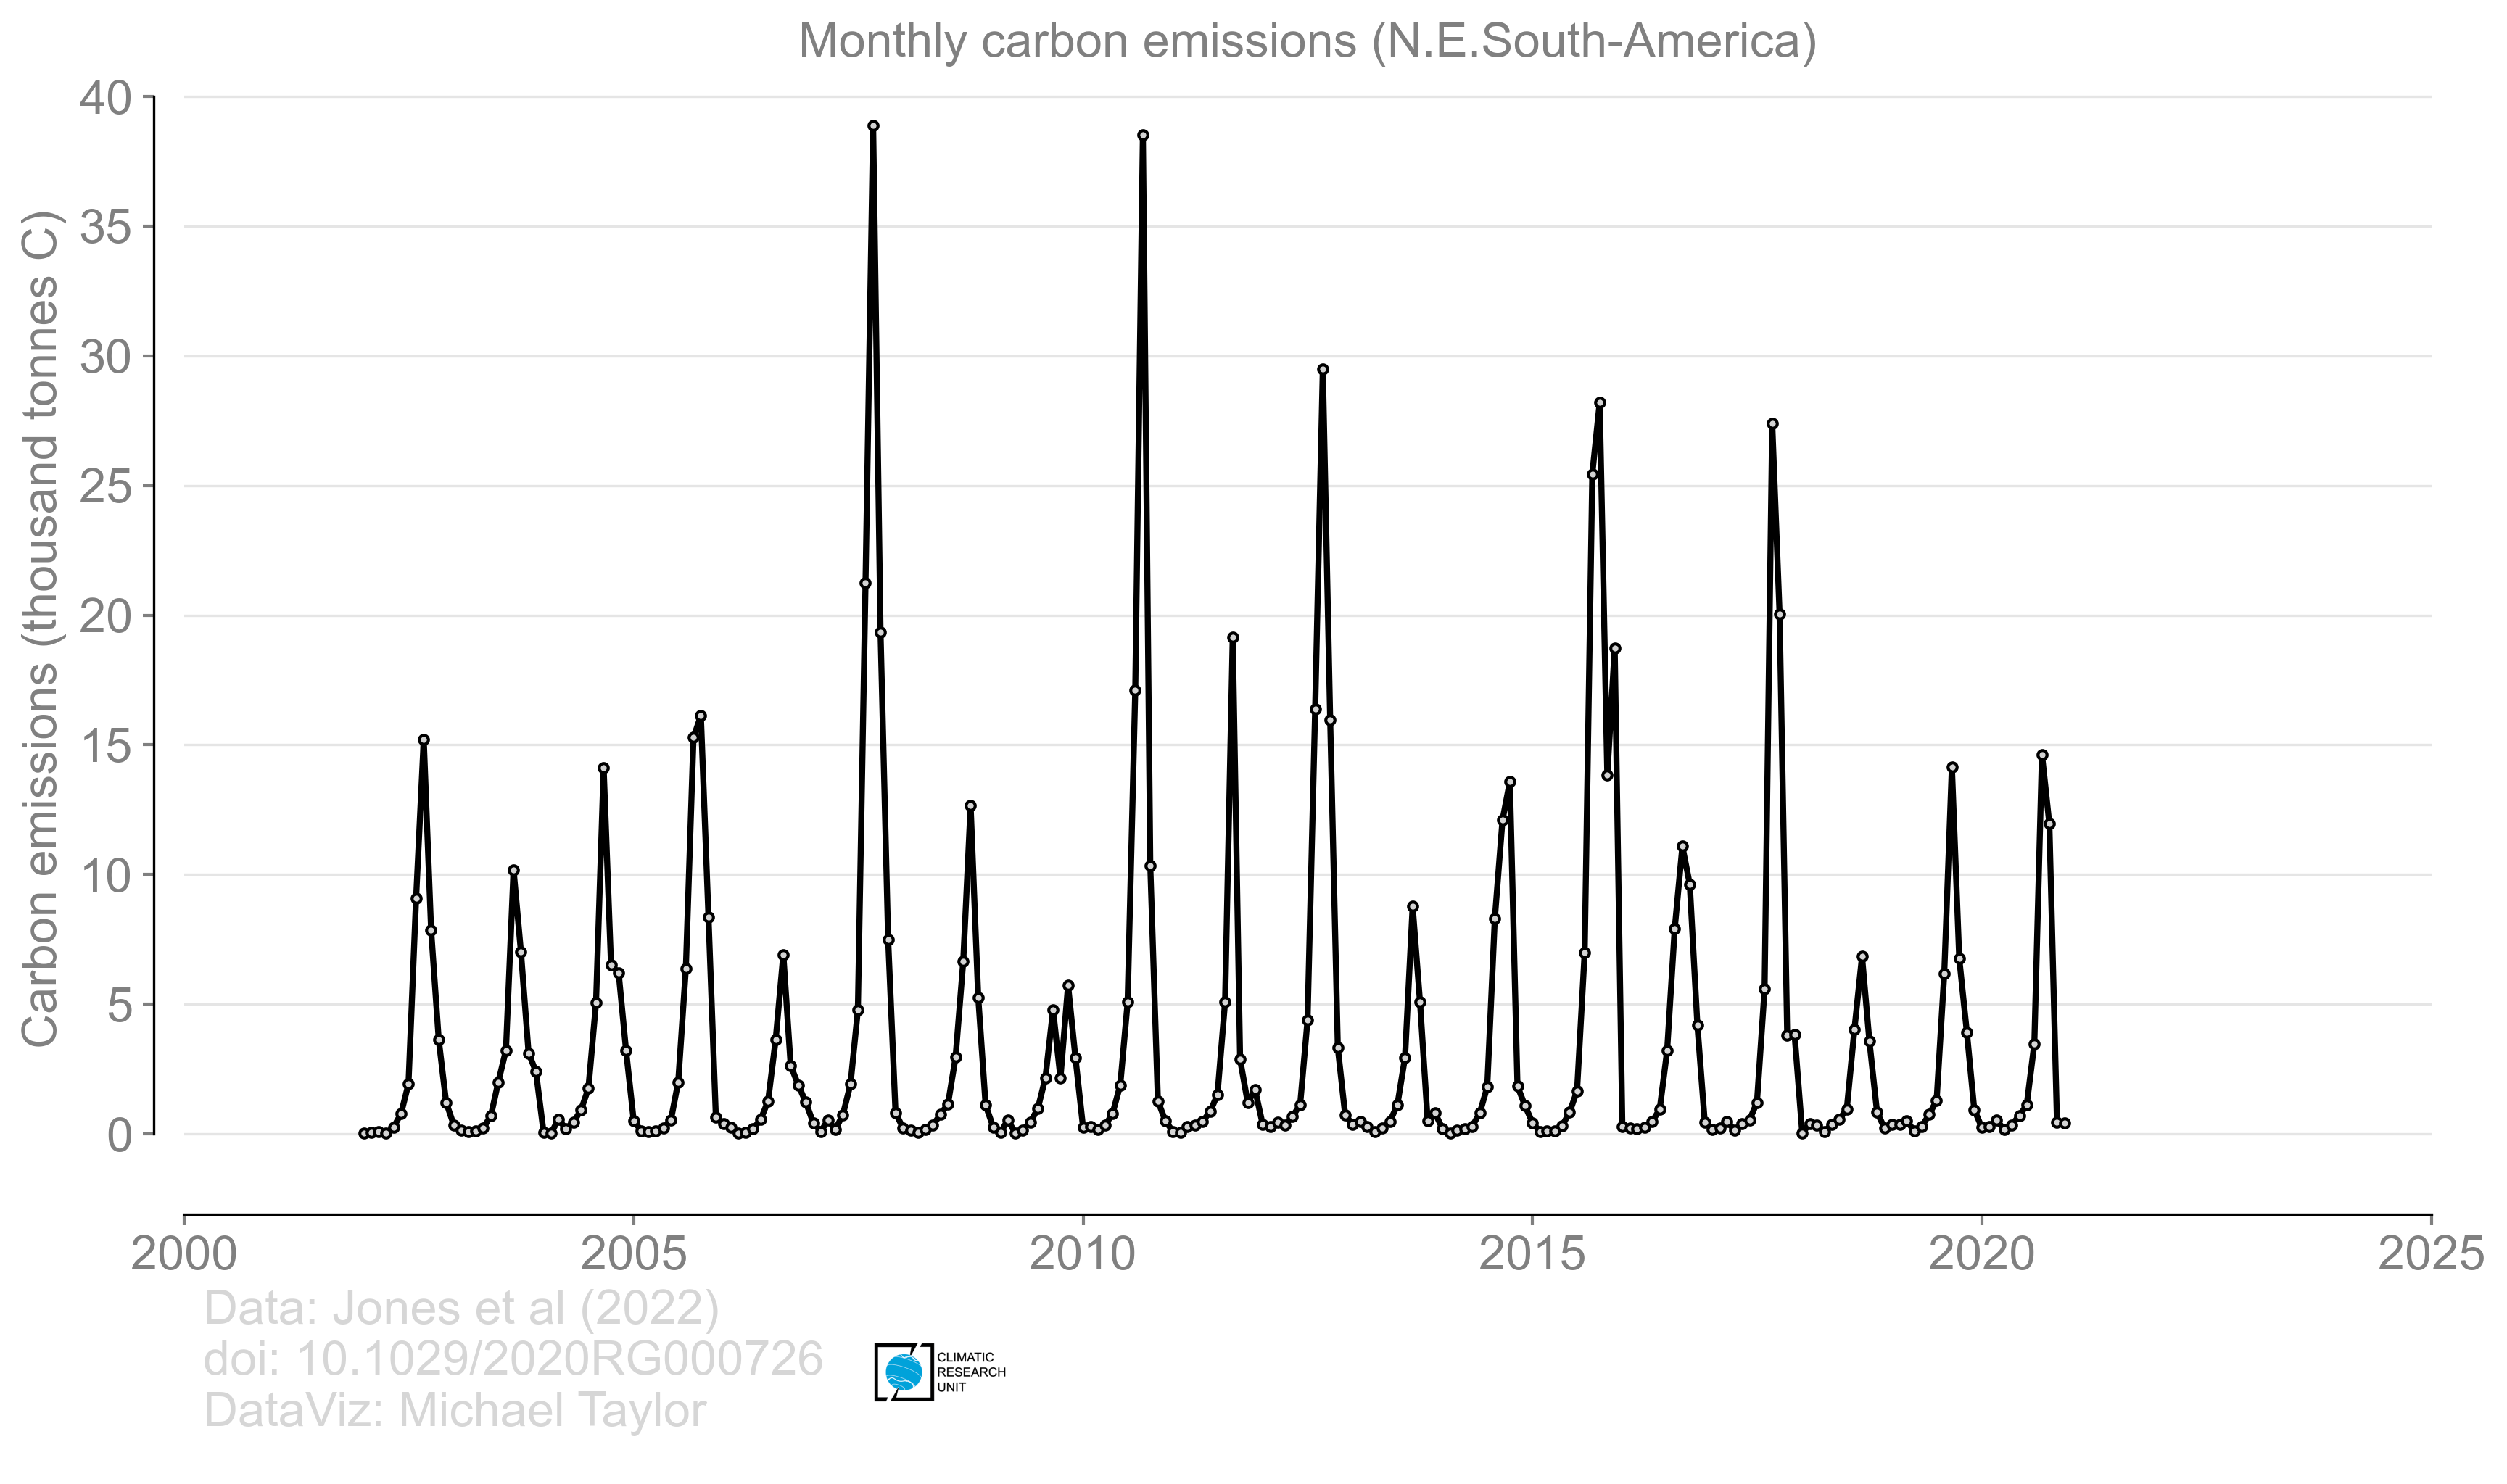 Monthly carbon emissions (N.E.South-America)
Carbon emissions (thousand tonnes C)
40
35
30
25
20
15
10
5
0
2000 2005 2010 2015 2020 2025
Data: Jones et al (2022)
doi: 10.1029/2020RG000726
DataViz: Michael Taylor
CLIMATIC
RESEARCH
UNIT